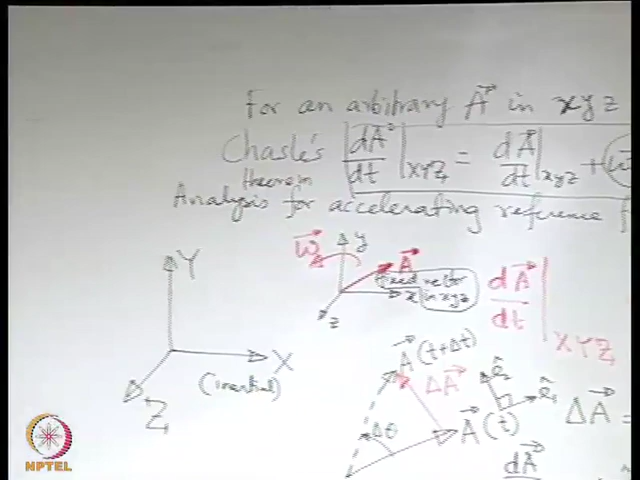 For an arbitrary A⃗ in xyz
Chasle's theorem dA⃗/dt |XYZ = dA⃗/dt |xyz + ω⃗
Analysis for accelerating reference f
ω⃗ y A⃗
fixed vector
x in xyz
z
dA⃗/dt |XYZ
Y
X
(inertial)
Z
A⃗(t+Δt)
ΔA⃗
ê₂
ê₁
Δθ
A⃗(t)
ΔA⃗ =
dA⃗
NPTEL